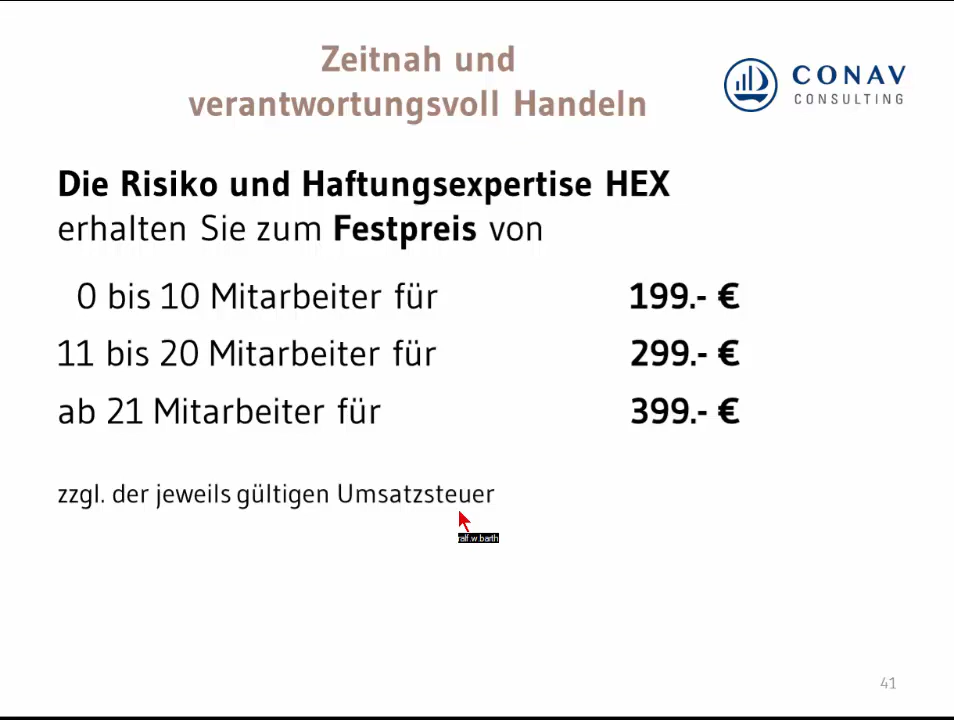 Zeitnah und
verantwortungsvoll Handeln
CONAV
CONSULTING
Die Risiko und Haftungsexpertise HEX
erhalten Sie zum Festpreis von
0 bis 10 Mitarbeiter für 199.- €
11 bis 20 Mitarbeiter für 299.- €
ab 21 Mitarbeiter für 399.- €
zzgl. der jeweils gültigen Umsatzsteuer
ralf.w.barth
41